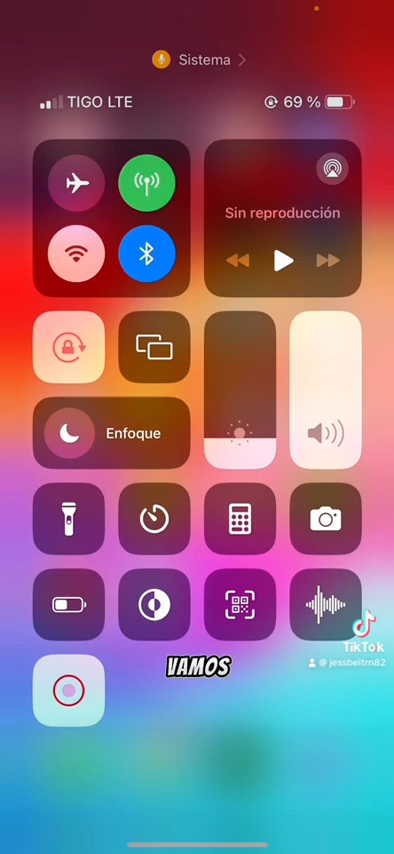 Sistema
TIGO LTE
69 %
Sin reproducción
Enfoque
TikTok
VAMOS
@jessbeltrn82